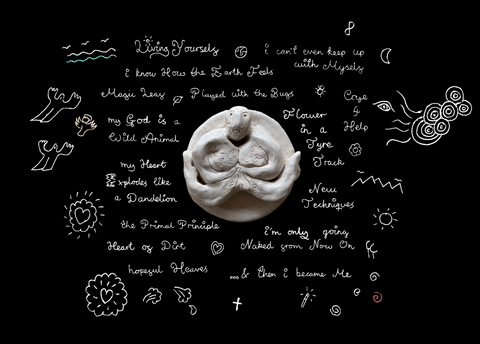 Living Yourself
i can't even keep up
with Myself
i know How the Earth Feels
Magic Leaf
Played with the Bugs
my God is a
Wild Animal
Flower
in a
Tyre
Track
Cage
&
Help
my Heart
Explodes like
a Dandelion
New
Techniques
the Primal Principle
i'm only going
Naked from Now On
Heart of Dirt
hopeful Heaves
...& then i became Me